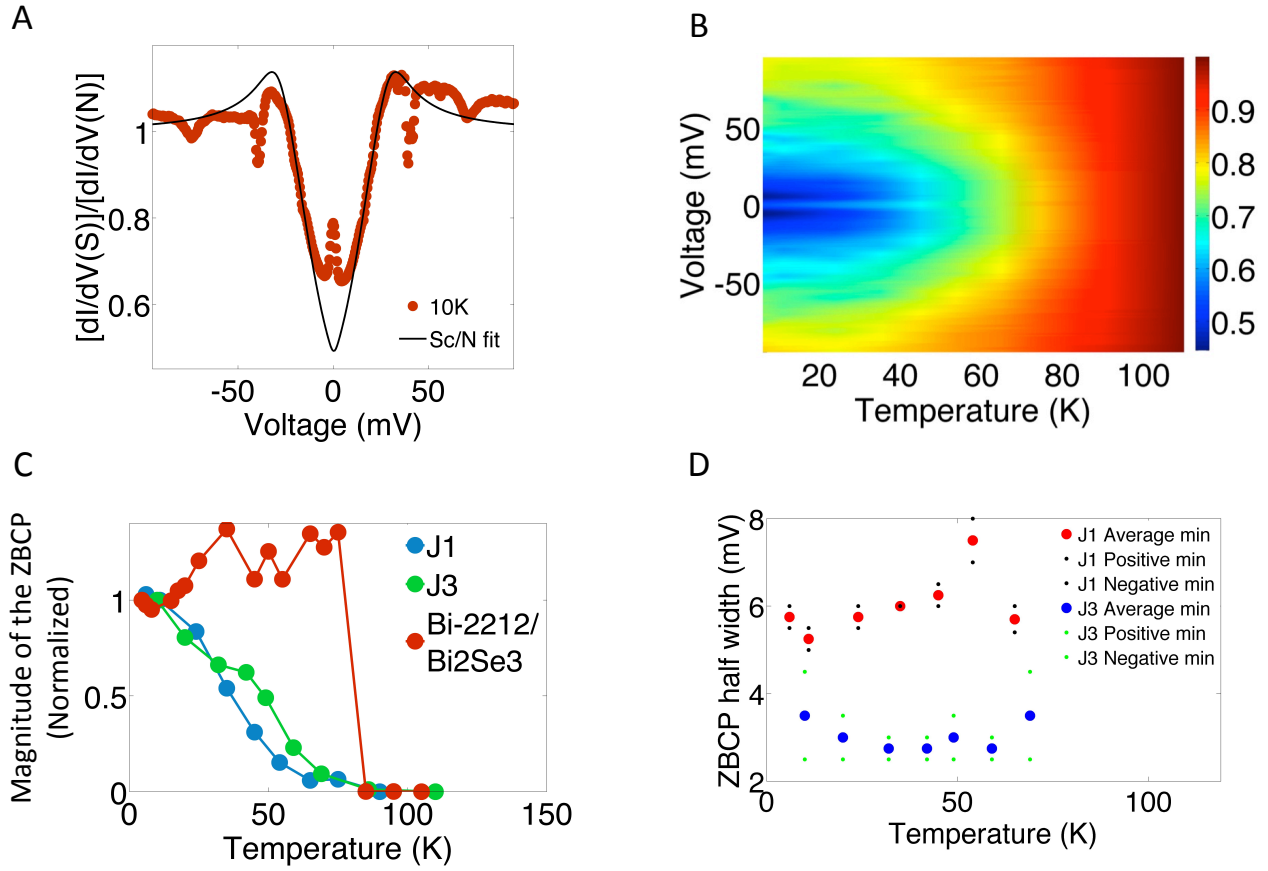 A
[dI/dV(S)]/[dI/dV(N)]
1
0.8
0.6
10K
Sc/N fit
-50 0 50
Voltage (mV)
B
Voltage (mV)
50
0
-50
20 40 60 80 100
Temperature (K)
0.9
0.8
0.7
0.6
0.5
C
Magnitude of the ZBCP
(Normalized)
1
0.5
0
J1
J3
Bi-2212/
Bi2Se3
0 50 100 150
Temperature (K)
D
ZBCP half width (mV)
8
6
4
2
J1 Average min
J1 Positive min
J1 Negative min
J3 Average min
J3 Positive min
J3 Negative min
0 50 100
Temperature (K)